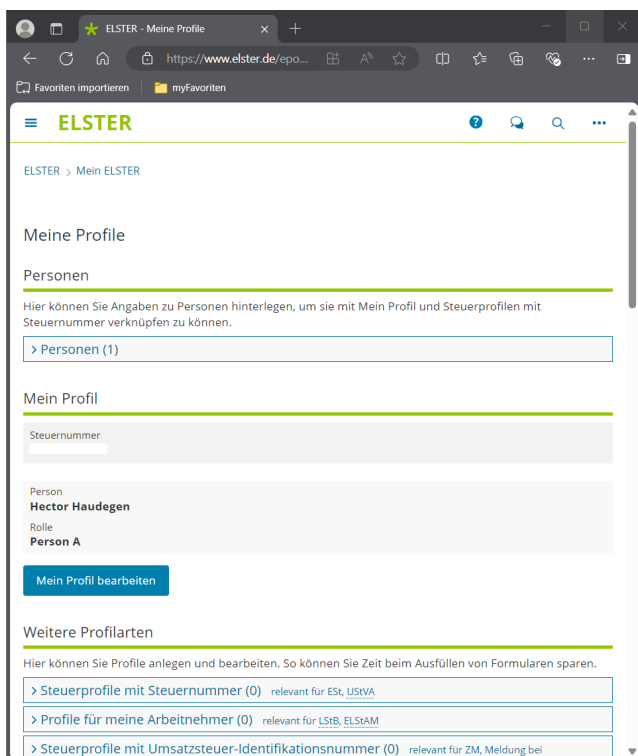 ELSTER - Meine Profile
https://www.elster.de/epo...
Favoriten importieren
myFavoriten
ELSTER
ELSTER > Mein ELSTER
Meine Profile
Personen
Hier können Sie Angaben zu Personen hinterlegen, um sie mit Mein Profil und Steuerprofilen mit
Steuernummer verknüpfen zu können.
> Personen (1)
Mein Profil
Steuernummer
Person
Hector Haudegen
Rolle
Person A
Mein Profil bearbeiten
Weitere Profilarten
Hier können Sie Profile anlegen und bearbeiten. So können Sie Zeit beim Ausfüllen von Formularen sparen.
> Steuerprofile mit Steuernummer (0) relevant für ESt, UStVA
> Profile für meine Arbeitnehmer (0) relevant für LStB, ELStAM
> Steuerprofile mit Umsatzsteuer-Identifikationsnummer (0) relevant für ZM, Meldung bei